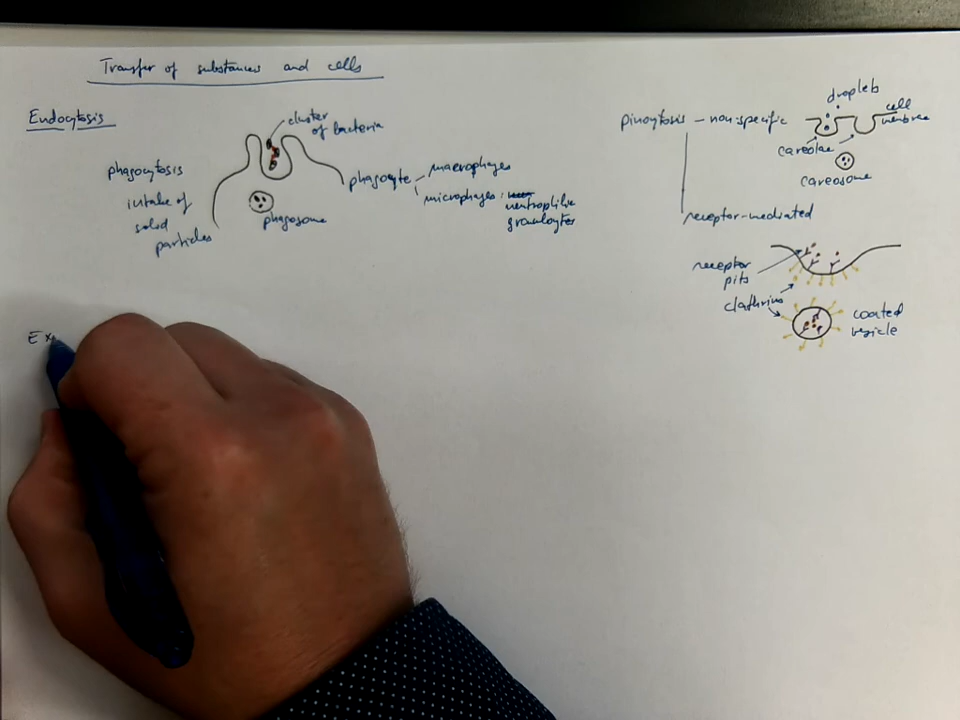 Transfer of substances and cells
Endocytosis
cluster
of bacteria
phagocytosis
intake of
solid
particles
phagosome
phagocyte
macrophages
microphages:
neutrophilic
granulocytes
pinocytosis – non specific
droplets
cell
membrane
caveolae
caveosome
receptor-mediated
receptor
pits
clathrins
coated
vesicle
Ex